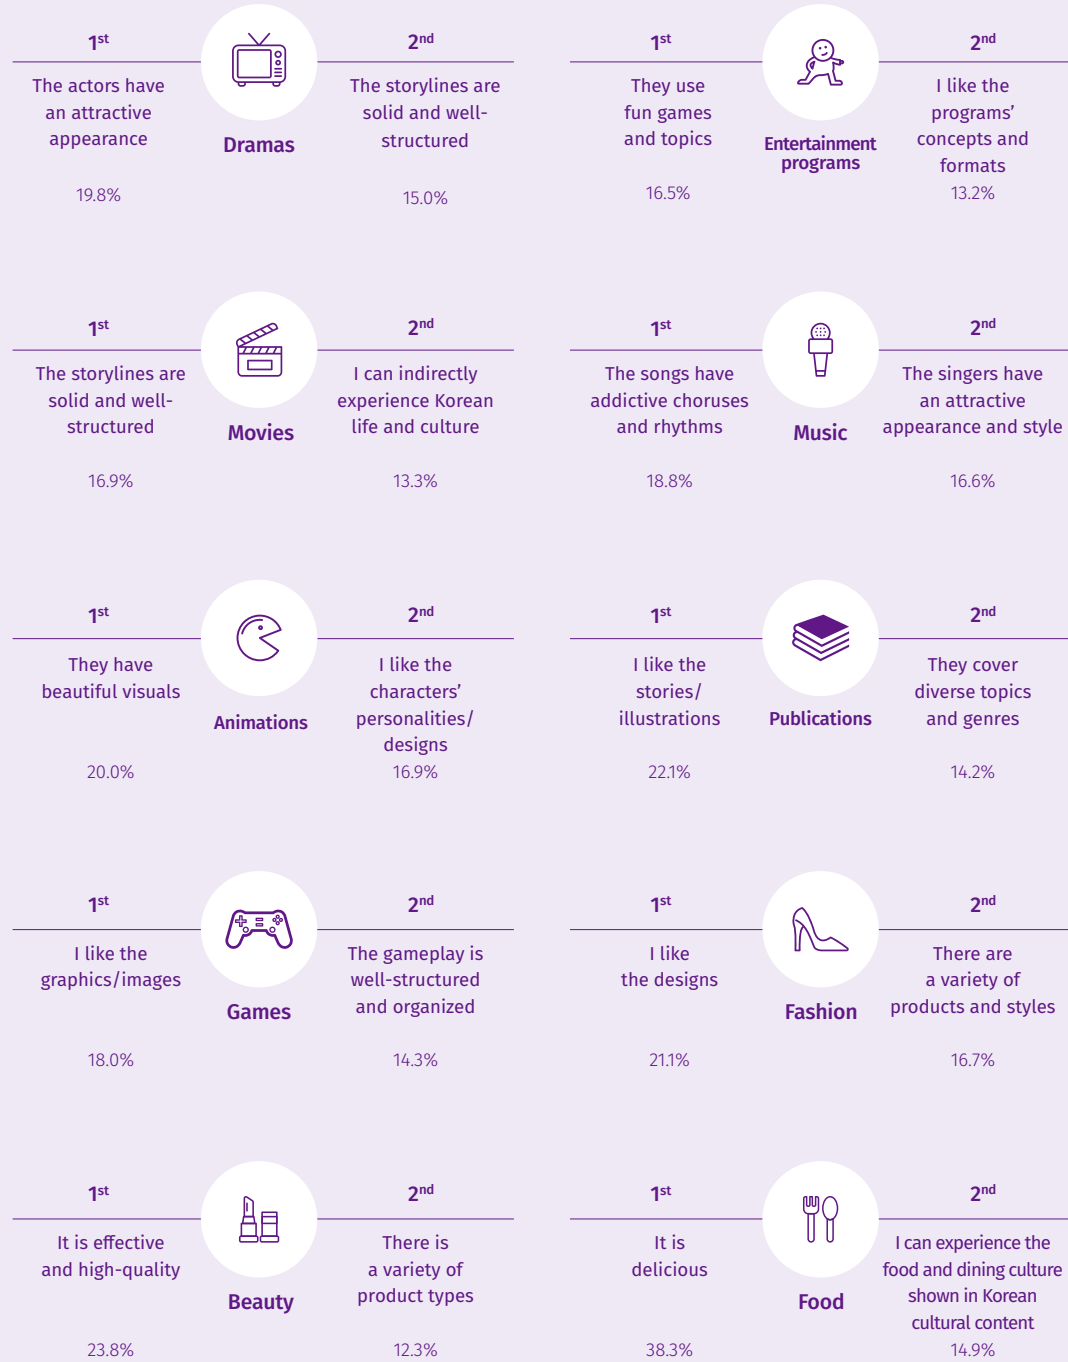 1st
The actors have
an attractive
appearance
19.8%
Dramas
2nd
The storylines are
solid and well-
structured
15.0%
1st
They use
fun games
and topics
16.5%
Entertainment
programs
2nd
I like the
programs’
concepts and
formats
13.2%
1st
The storylines are
solid and well-
structured
16.9%
Movies
2nd
I can indirectly
experience Korean
life and culture
13.3%
1st
The songs have
addictive choruses
and rhythms
18.8%
Music
2nd
The singers have
an attractive
appearance and style
16.6%
1st
They have
beautiful visuals
20.0%
Animations
2nd
I like the
characters’
personalities/
designs
16.9%
1st
I like the
stories/
illustrations
22.1%
Publications
2nd
They cover
diverse topics
and genres
14.2%
1st
I like the
graphics/images
18.0%
Games
2nd
The gameplay is
well-structured
and organized
14.3%
1st
I like
the designs
21.1%
Fashion
2nd
There are
a variety of
products and styles
16.7%
1st
It is effective
and high-quality
23.8%
Beauty
2nd
There is
a variety of
product types
12.3%
1st
It is
delicious
38.3%
Food
2nd
I can experience the
food and dining culture
shown in Korean
cultural content
14.9%